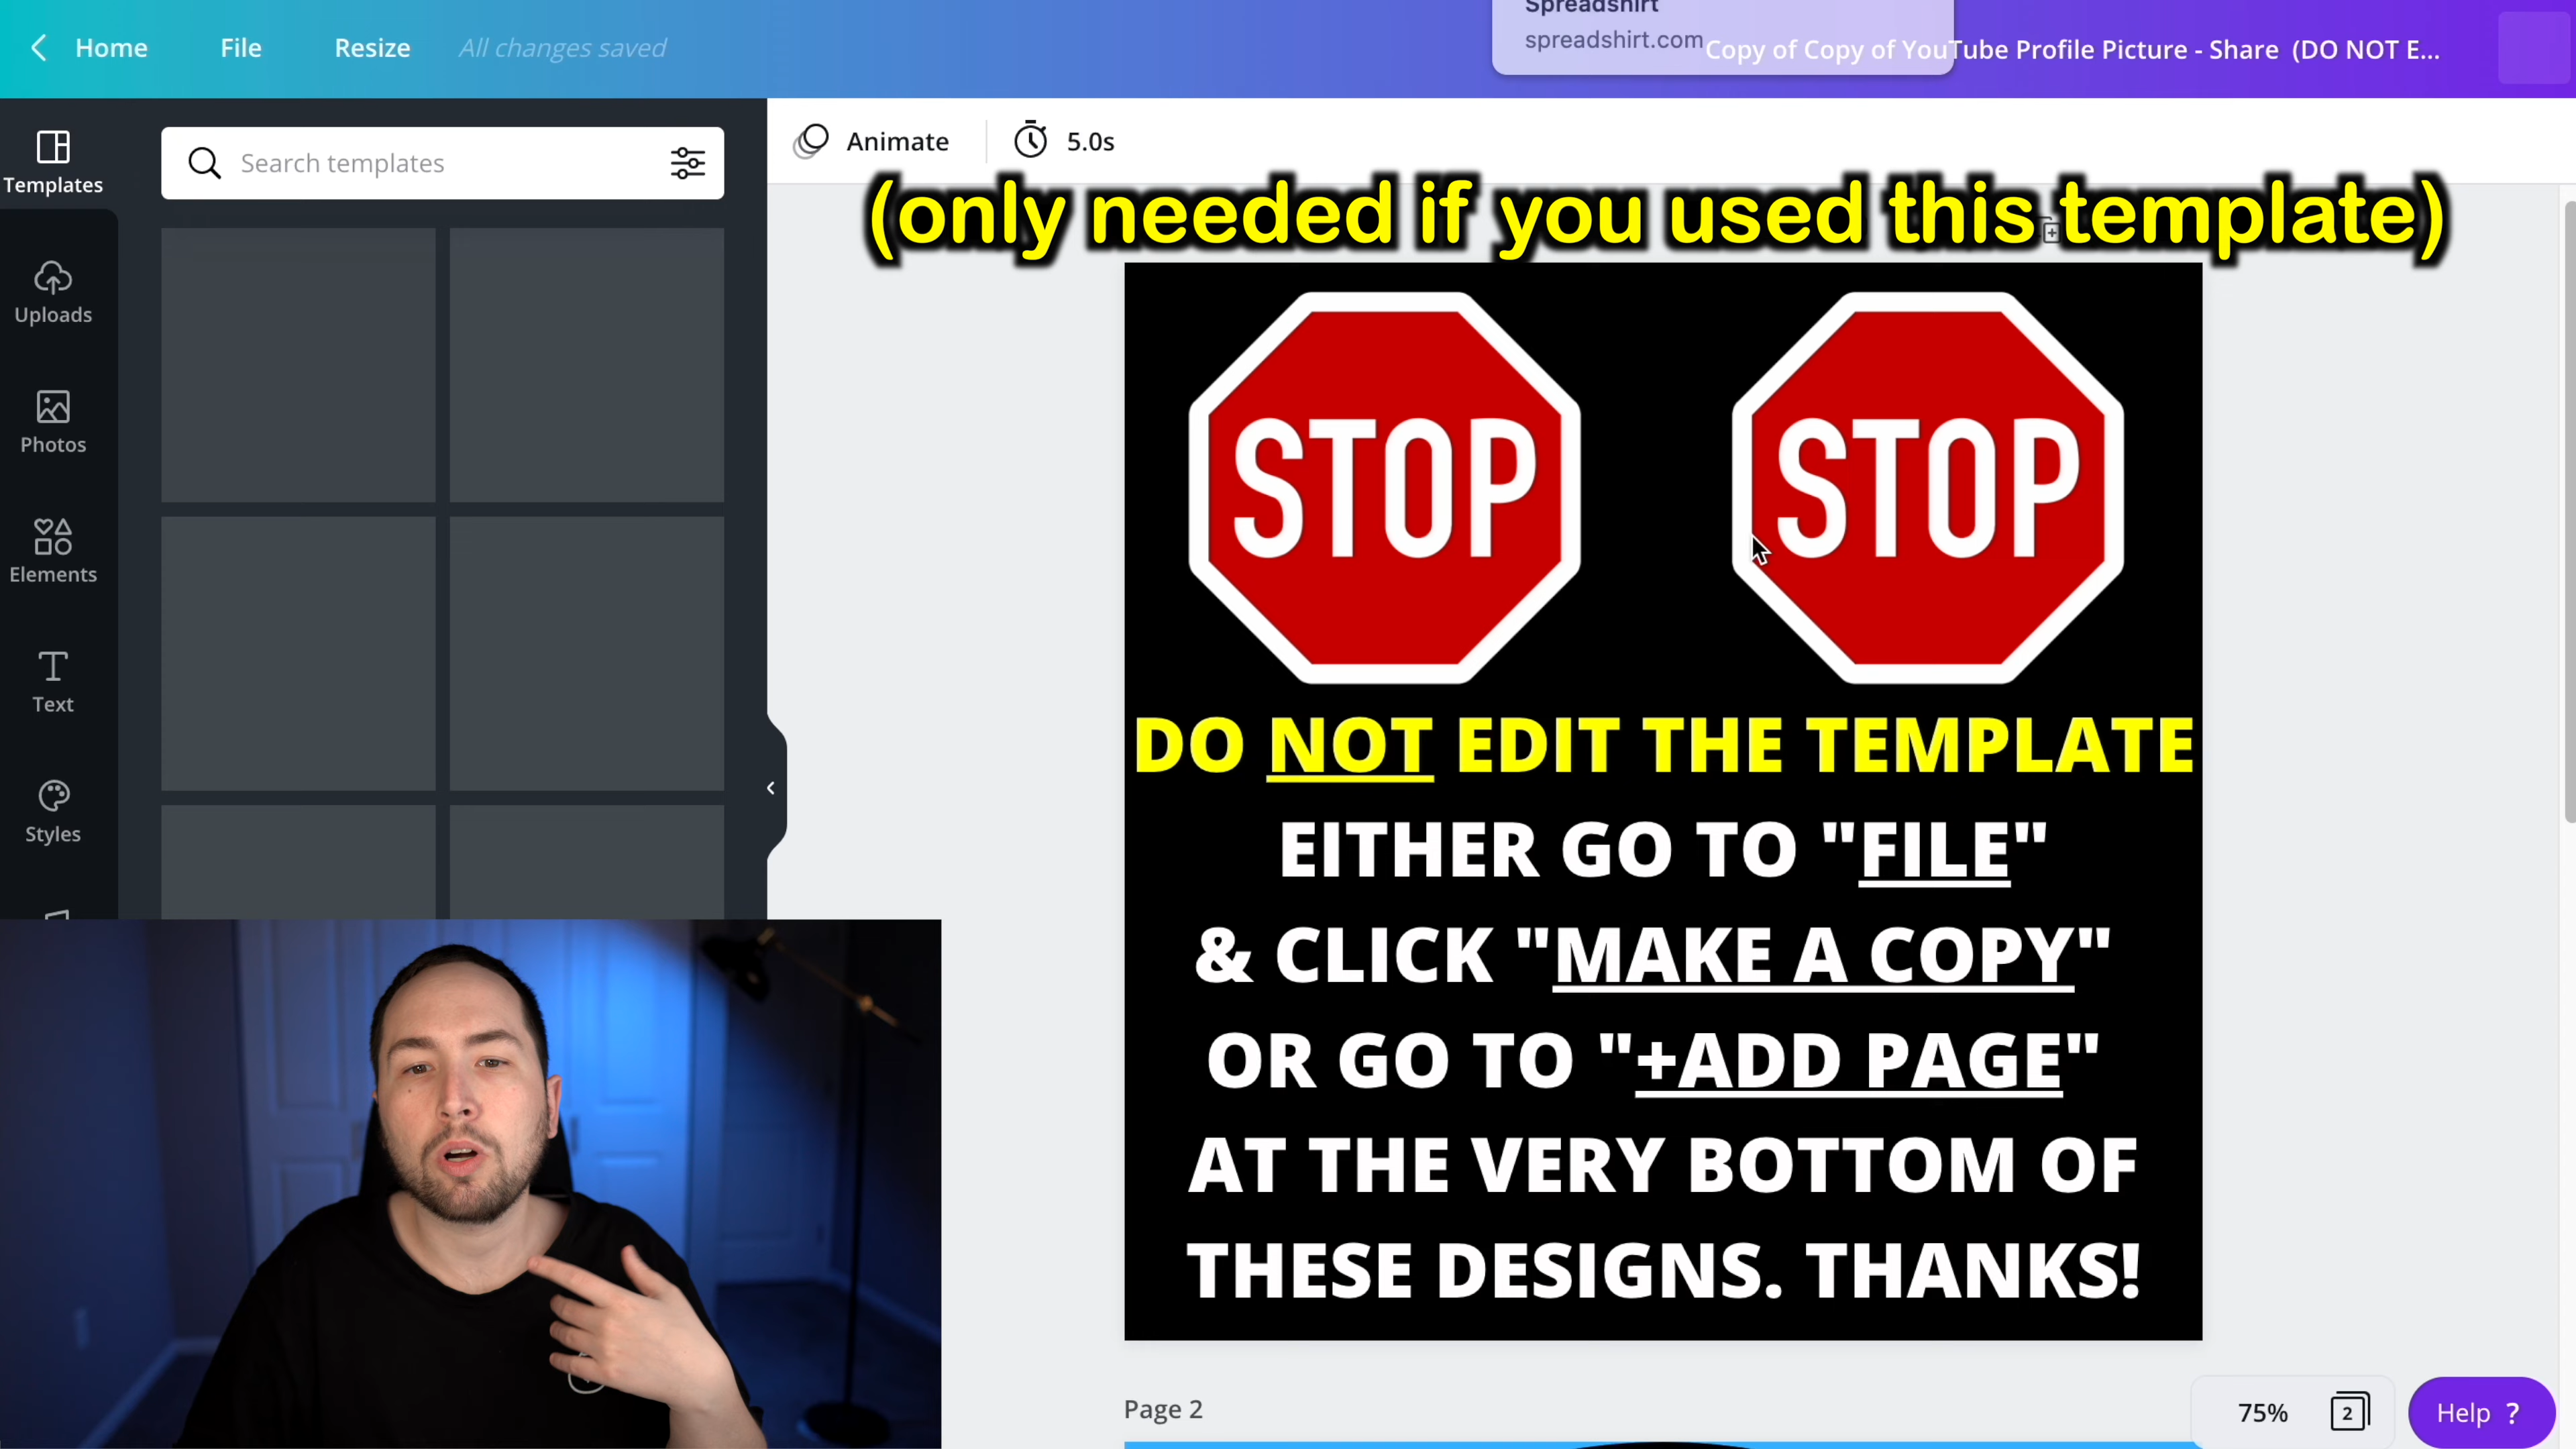 Spreadshirt
spreadshirt.com
Home
File
Resize
All changes saved
Copy of Copy of YouTube Profile Picture - Share (DO NOT E...
Templates
Search templates
Animate
5.0s
(only needed if you used this template)
Uploads
Photos
Elements
Text
Styles
STOP
STOP
DO NOT EDIT THE TEMPLATE
EITHER GO TO "FILE"
& CLICK "MAKE A COPY"
OR GO TO "+ADD PAGE"
AT THE VERY BOTTOM OF
THESE DESIGNS. THANKS!
Page 2
75%
2
Help ?